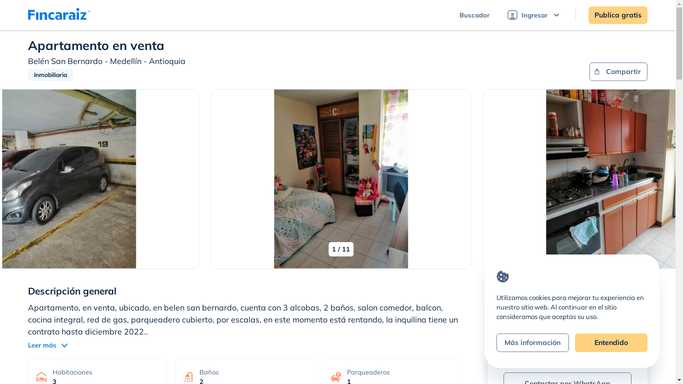 Fincaraiz
Buscador
Ingresar
Publica gratis
Apartamento en venta
Belén San Bernardo - Medellín - Antioquia
Inmobiliaria
Compartir
1 / 11
Descripción general
Apartamento, en venta, ubicado, en belen san bernardo, cuenta con 3 alcobas, 2 baños, salon comedor, balcon,
cocina integral, red de gas, parqueadero cubierto, por escalas, en este momento está rentando, la inquilina tiene un
contrato hasta diciembre 2022...
Leer más
Habitaciones
3
Baños
2
Parqueaderos
1
Utilizamos cookies para mejorar tu experiencia en
nuestro sitio web. Al continuar en el sitio
consideramos que aceptas su uso.
Más información
Entendido
Contactar por WhatsApp